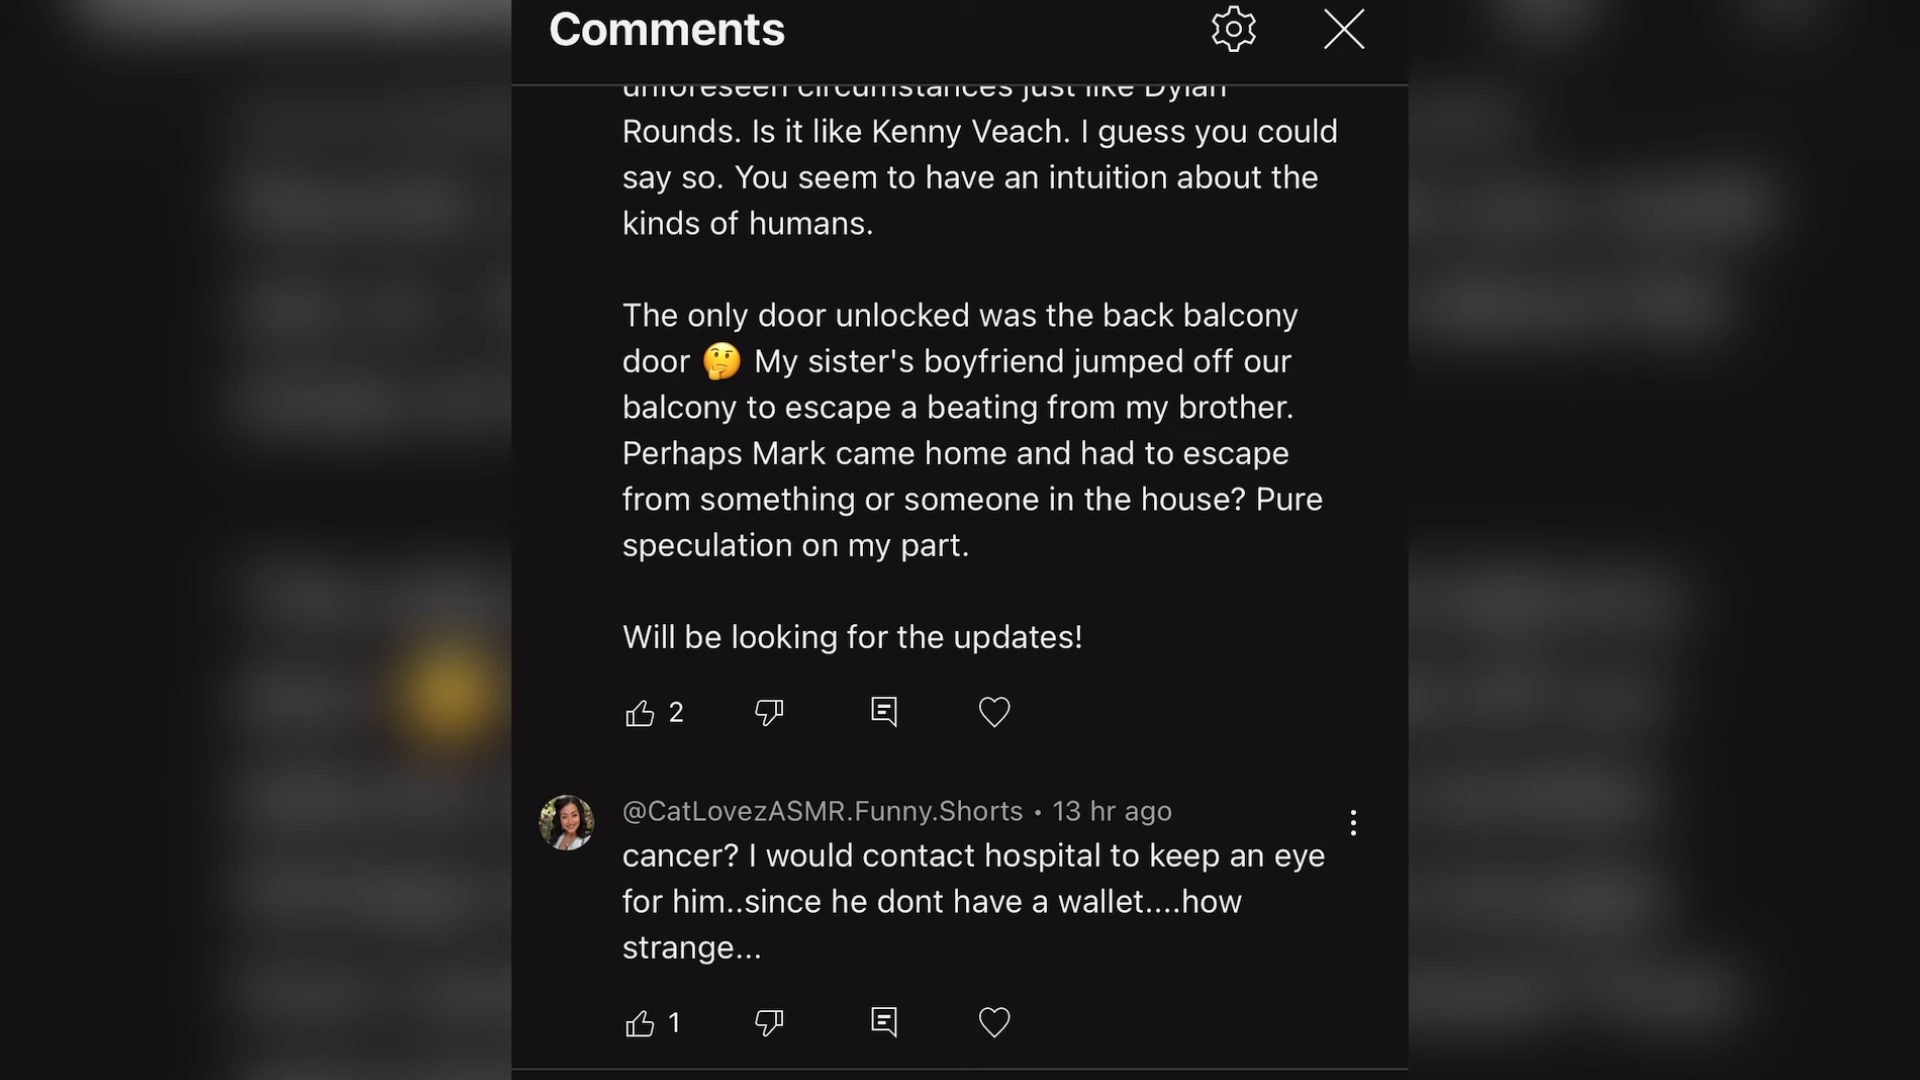 Comments
unforeseen circumstances just like Dylan
Rounds. Is it like Kenny Veach. I guess you could
say so. You seem to have an intuition about the
kinds of humans.
The only door unlocked was the back balcony
door 🤔 My sister's boyfriend jumped off our
balcony to escape a beating from my brother.
Perhaps Mark came home and had to escape
from something or someone in the house? Pure
speculation on my part.
Will be looking for the updates!
2
@CatLovezASMR.Funny.Shorts • 13 hr ago
cancer? I would contact hospital to keep an eye
for him..since he dont have a wallet....how
strange...
1